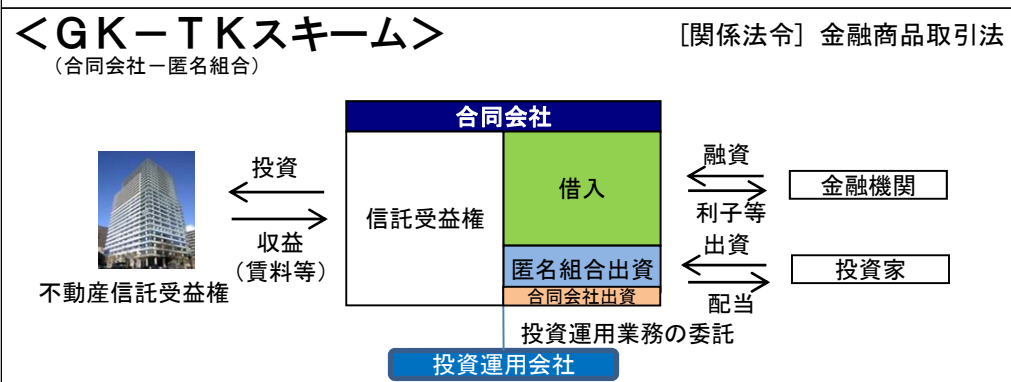 ＜ＧＫ－ＴＫスキーム＞
［関係法令］金融商品取引法
（合同会社－匿名組合）
合同会社
投資
収益
（賃料等）
不動産信託受益権
信託受益権
借入
匿名組合出資
合同会社出資
融資
利子等
金融機関
出資
配当
投資家
投資運用業務の委託
投資運用会社